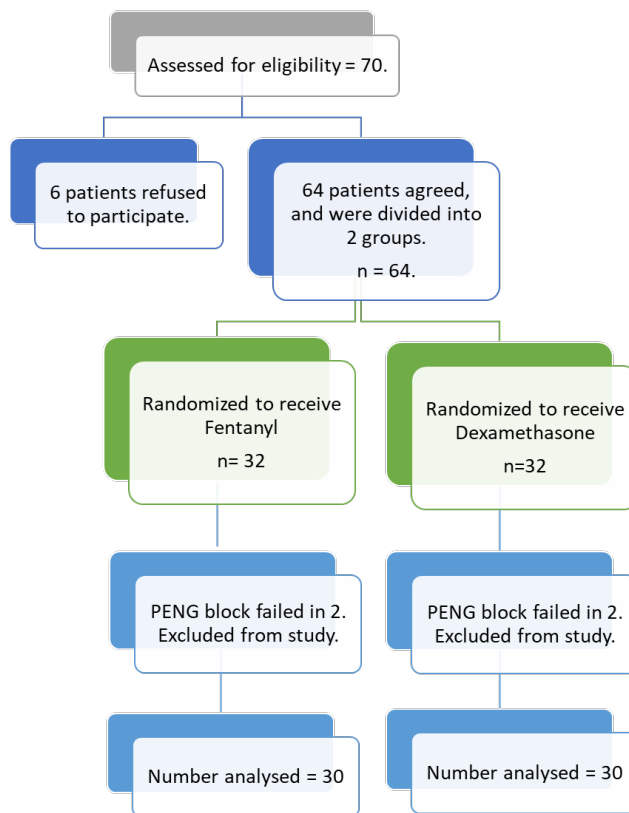 Assessed for eligibility = 70.
6 patients refused
to participate.
64 patients agreed,
and were divided into
2 groups.
n = 64.
Randomized to receive
Fentanyl
n= 32
Randomized to receive
Dexamethasone
n=32
PENG block failed in 2.
Excluded from study.
PENG block failed in 2.
Excluded from study.
Number analysed = 30
Number analysed = 30